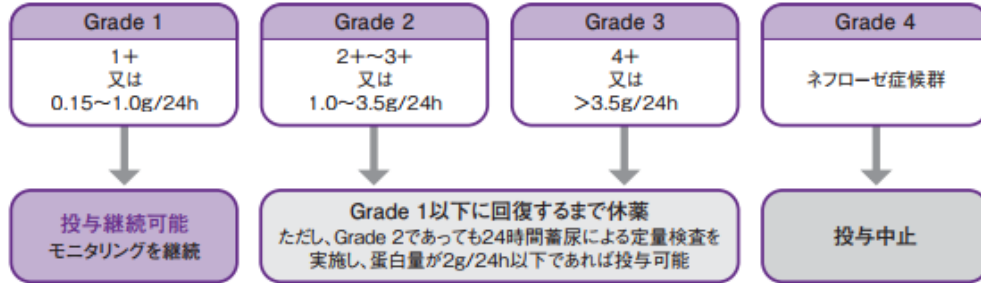 Grade 1
1+
又は
0.15〜1.0g/24h
Grade 2
2+〜3+
又は
1.0〜3.5g/24h
Grade 3
4+
又は
>3.5g/24h
Grade 4
ネフローゼ症候群
投与継続可能
モニタリングを継続
Grade 1以下に回復するまで休薬
ただし、Grade 2であっても24時間蓄尿による定量検査を
実施し、蛋白量が2g/24h以下であれば投与可能
投与中止